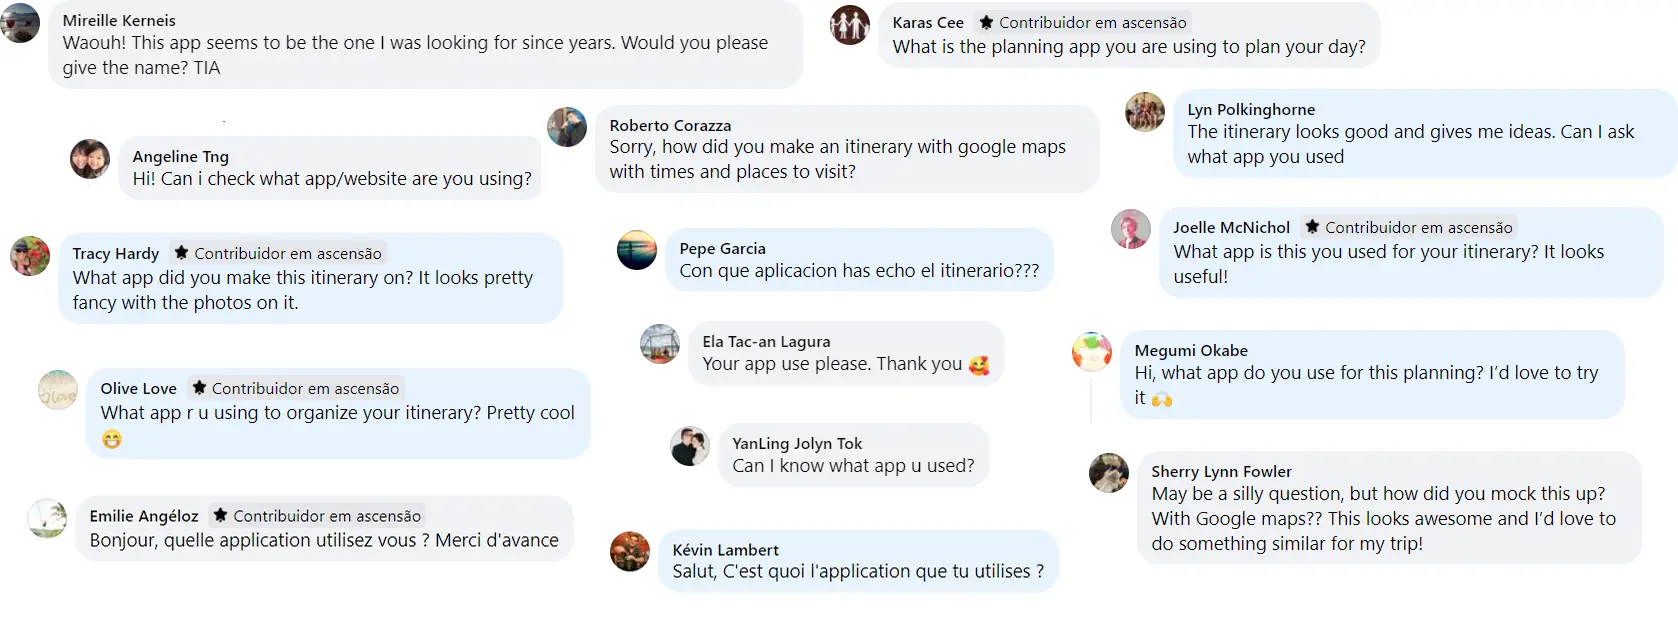 Mireille Kerneis
Waouh! This app seems to be the one I was looking for since years. Would you please
give the name? TIA
Karas Cee ★ Contribuidor em ascensão
What is the planning app you are using to plan your day?
Angeline Tng
Hi! Can i check what app/website are you using?
Roberto Corazza
Sorry, how did you make an itinerary with google maps
with times and places to visit?
Lyn Polkinghorne
The itinerary looks good and gives me ideas. Can I ask
what app you used
Tracy Hardy ★ Contribuidor em ascensão
What app did you make this itinerary on? It looks pretty
fancy with the photos on it.
Pepe Garcia
Con que aplicacion has echo el itinerario???
Joelle McNichol ★ Contribuidor em ascensão
What app is this you used for your itinerary? It looks
useful!
Ela Tac-an Lagura
Your app use please. Thank you 🥰
Megumi Okabe
Hi, what app do you use for this planning? I’d love to try
it 🙌
Olive Love ★ Contribuidor em ascensão
What app r u using to organize your itinerary? Pretty cool
😁
YanLing Jolyn Tok
Can I know what app u used?
Sherry Lynn Fowler
May be a silly question, but how did you mock this up?
With Google maps?? This looks awesome and I’d love to
do something similar for my trip!
Emilie Angéloz ★ Contribuidor em ascensão
Bonjour, quelle application utilisez vous ? Merci d'avance
Kévin Lambert
Salut, C'est quoi l'application que tu utilises ?